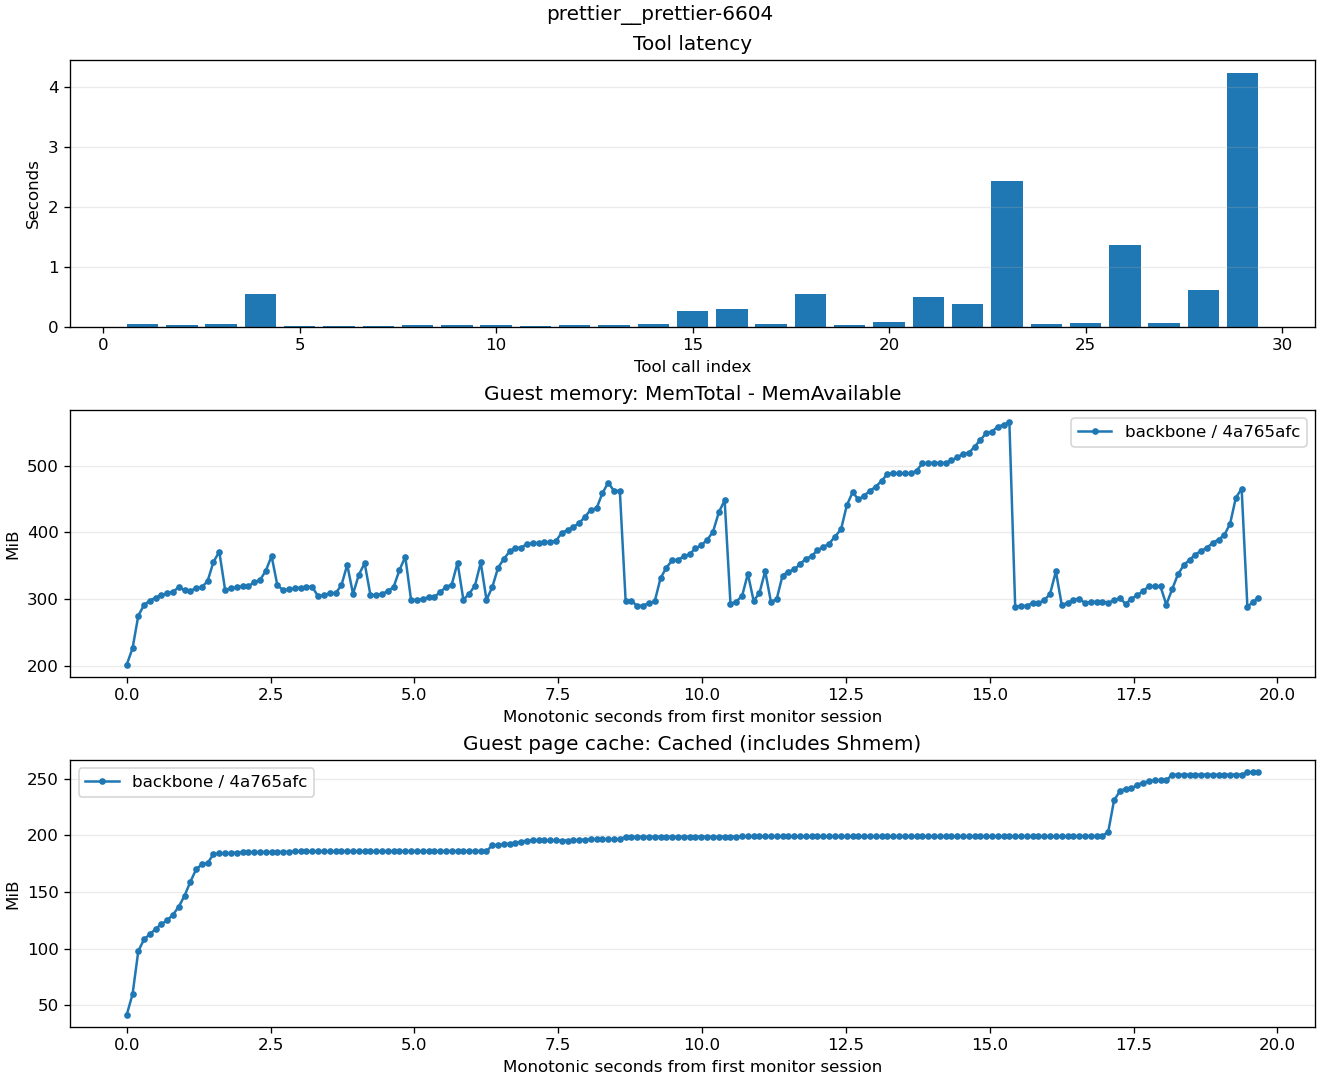 prettier__prettier-6604
Tool latency
Seconds
4
3
2
1
0
0 5 10 15 20 25 30
Tool call index
Guest memory: MemTotal - MemAvailable
backbone / 4a765afc
MiB
500
400
300
200
0.0 2.5 5.0 7.5 10.0 12.5 15.0 17.5 20.0
Monotonic seconds from first monitor session
Guest page cache: Cached (includes Shmem)
backbone / 4a765afc
MiB
250
200
150
100
50
0.0 2.5 5.0 7.5 10.0 12.5 15.0 17.5 20.0
Monotonic seconds from first monitor session